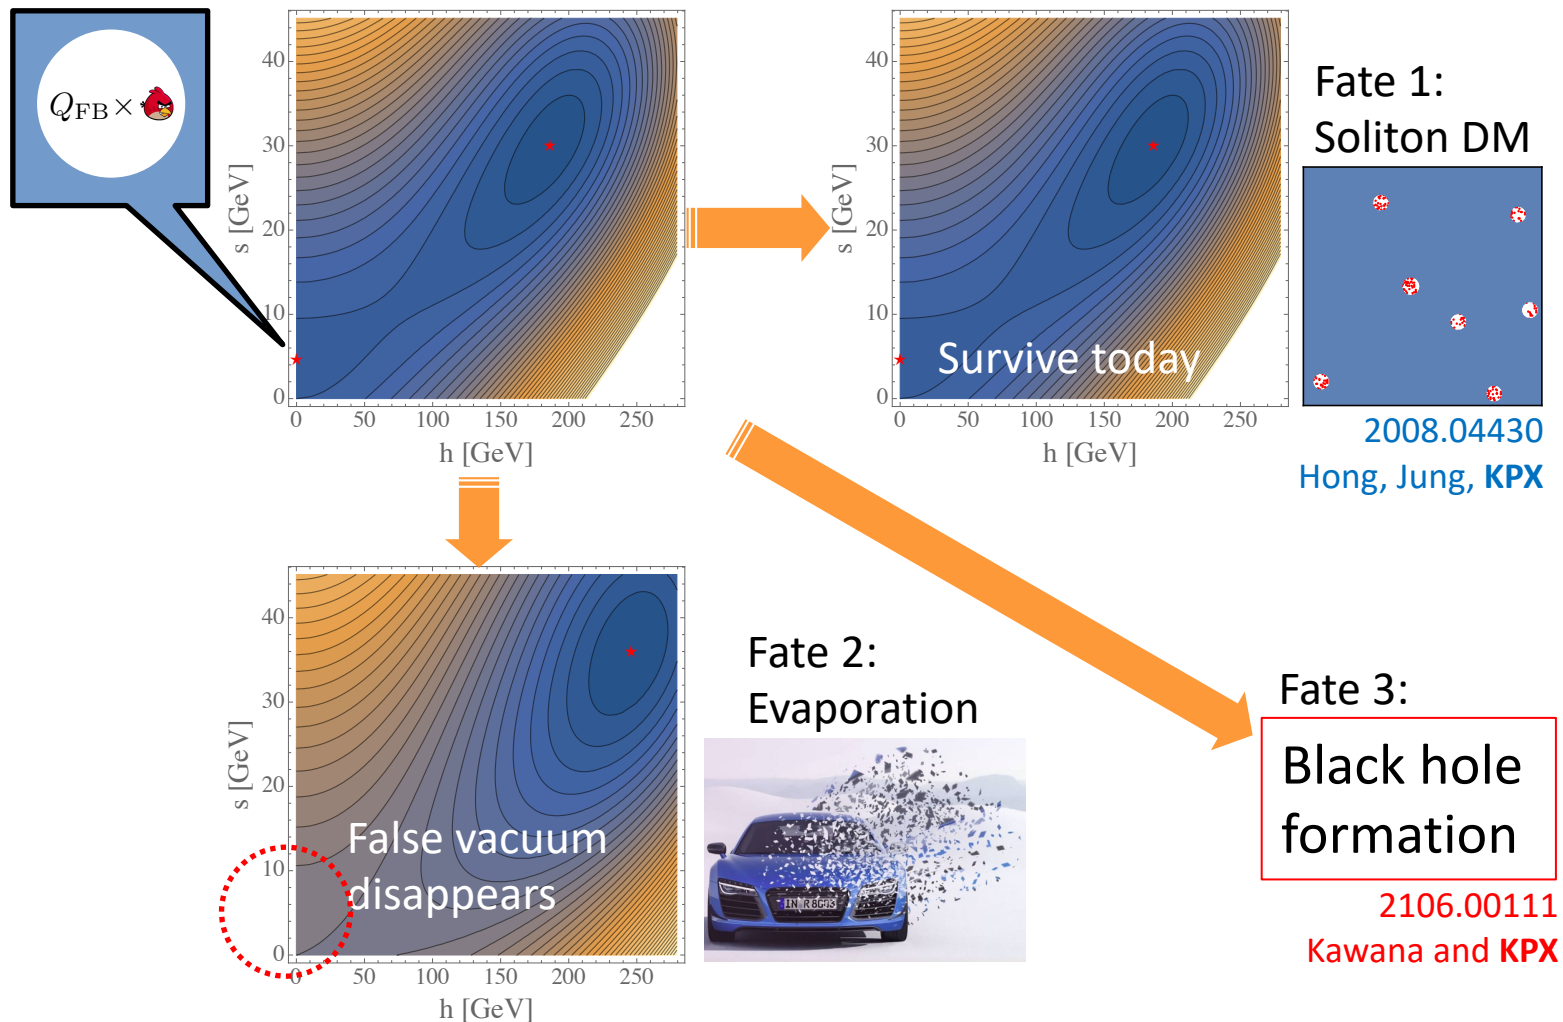 Q_FB ×
40
30
20
10
0
s [GeV]
0 50 100 150 200 250
h [GeV]
40
30
20
10
0
s [GeV]
Survive today
0 50 100 150 200 250
h [GeV]
Fate 1:
Soliton DM
2008.04430
Hong, Jung, KPX
40
30
20
10
0
s [GeV]
False vacuum
disappears
0 50 100 150 200 250
h [GeV]
Fate 2:
Evaporation
Fate 3:
Black hole
formation
2106.00111
Kawana and KPX